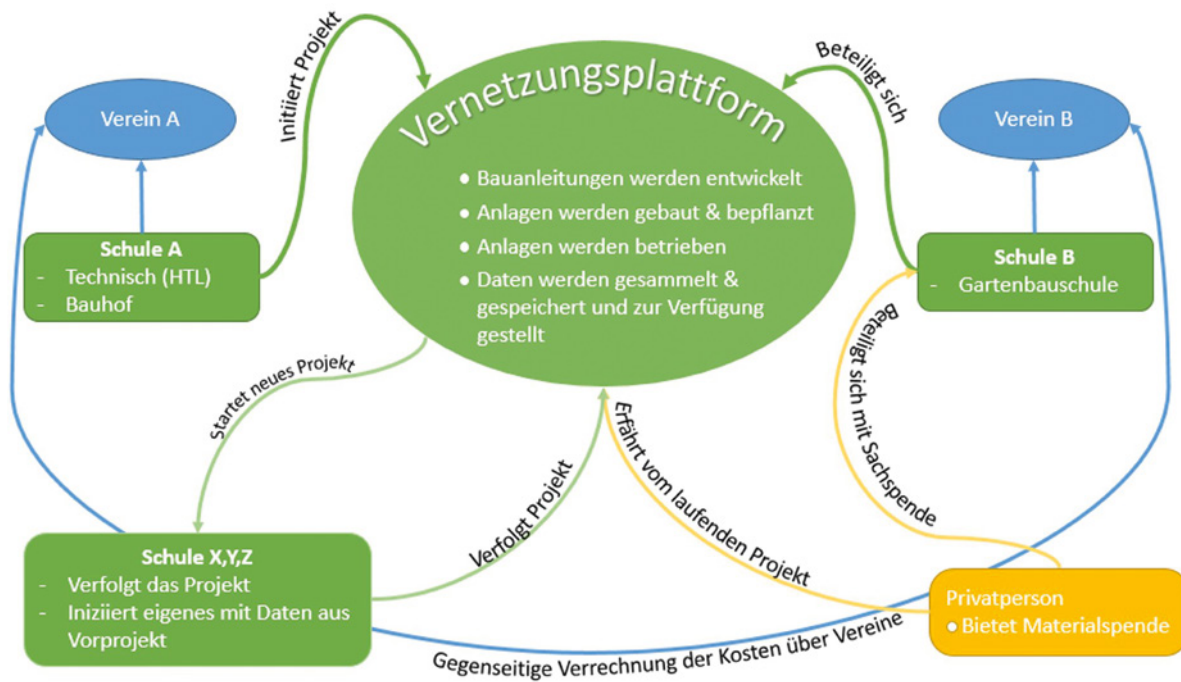 Initiiert Projekt
Vernetzungsplattform
Beteiligt sich
Verein A
Verein B
• Bauanleitungen werden entwickelt
• Anlagen werden gebaut & bepflanzt
• Anlagen werden betrieben
• Daten werden gesammelt &
gespeichert und zur Verfügung
gestellt
Schule A
- Technisch (HTL)
- Bauhof
Schule B
- Gartenbauschule
Startet neues Projekt
Verfolgt Projekt
Erfährt vom laufenden Projekt
Beteiligt sich mit Sachspende
Schule X,Y,Z
- Verfolgt das Projekt
- Iniziiert eigenes mit Daten aus
Vorprojekt
Privatperson
• Bietet Materialspende
Gegenseitige Verrechnung der Kosten über Vereine